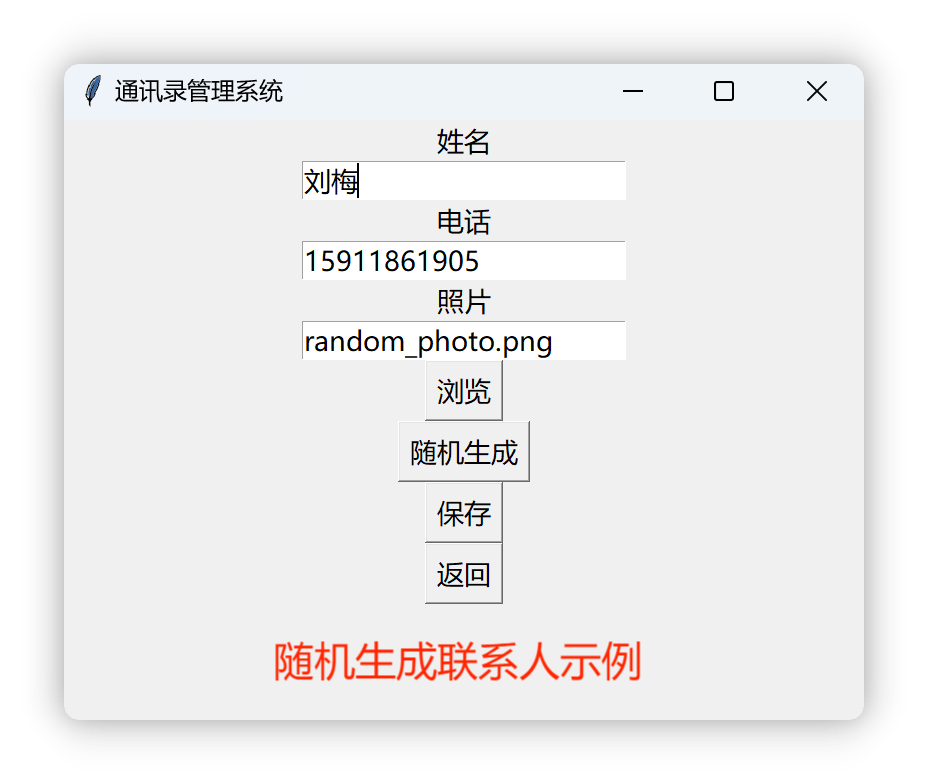 通讯录管理系统
姓名
刘梅
电话
15911861905
照片
random_photo.png
浏览
随机生成
保存
返回
随机生成联系人示例